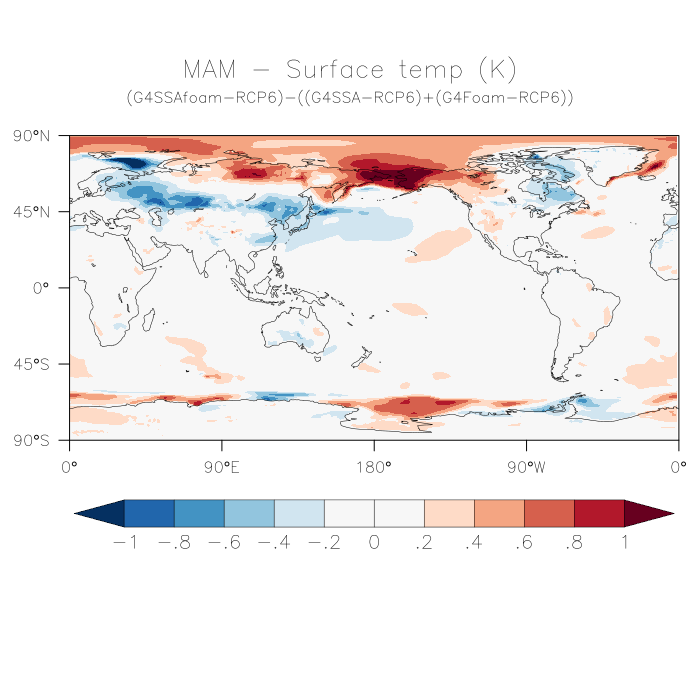 MAM – Surface temp (K)
(G4SSAfoam–RCP6)–((G4SSA–RCP6)+(G4Foam–RCP6))
90°N
45°N
0°
45°S
90°S
0° 90°E 180° 90°W 0°
–1 –.8 –.6 –.4 –.2 0 .2 .4 .6 .8 1